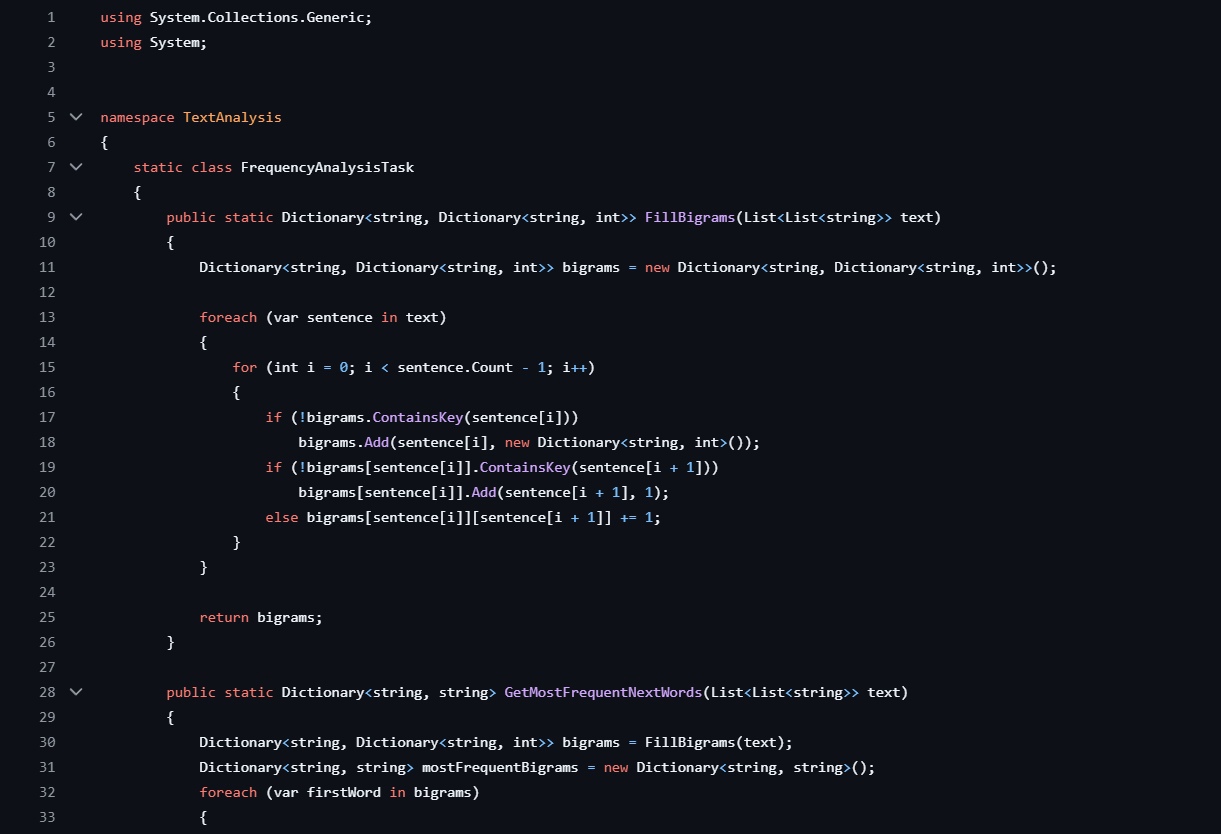 1 using System.Collections.Generic;
2 using System;
3
4
5 namespace TextAnalysis
6 {
7     static class FrequencyAnalysisTask
8     {
9         public static Dictionary<string, Dictionary<string, int>> FillBigrams(List<List<string>> text)
10         {
11             Dictionary<string, Dictionary<string, int>> bigrams = new Dictionary<string, Dictionary<string, int>>();
12
13             foreach (var sentence in text)
14             {
15                 for (int i = 0; i < sentence.Count - 1; i++)
16                 {
17                     if (!bigrams.ContainsKey(sentence[i]))
18                         bigrams.Add(sentence[i], new Dictionary<string, int>());
19                     if (!bigrams[sentence[i]].ContainsKey(sentence[i + 1]))
20                         bigrams[sentence[i]].Add(sentence[i + 1], 1);
21                     else bigrams[sentence[i]][sentence[i + 1]] += 1;
22                 }
23             }
24
25             return bigrams;
26         }
27
28         public static Dictionary<string, string> GetMostFrequentNextWords(List<List<string>> text)
29         {
30             Dictionary<string, Dictionary<string, int>> bigrams = FillBigrams(text);
31             Dictionary<string, string> mostFrequentBigrams = new Dictionary<string, string>();
32             foreach (var firstWord in bigrams)
33             {